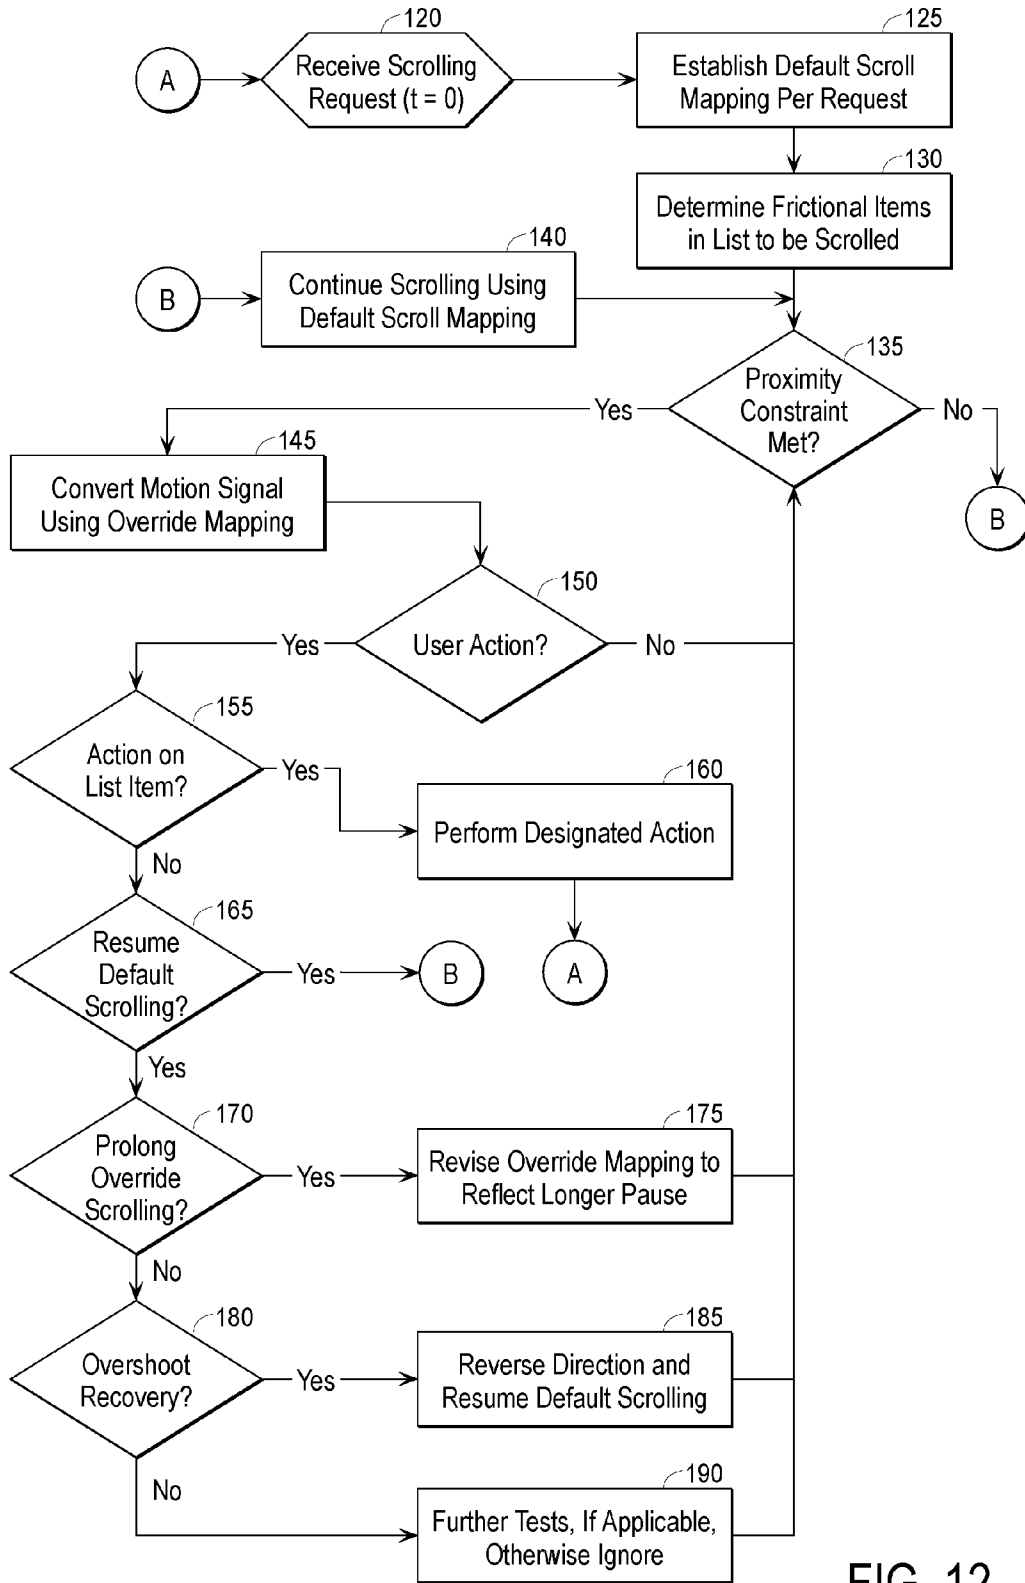 120
A
Receive Scrolling
Request (t = 0)
125
Establish Default Scroll
Mapping Per Request
130
Determine Frictional Items
in List to be Scrolled
140
B
Continue Scrolling Using
Default Scroll Mapping
135
Proximity
Constraint
Met?
Yes
No
B
145
Convert Motion Signal
Using Override Mapping
150
User Action?
Yes
No
155
Action on
List Item?
Yes
No
160
Perform Designated Action
A
165
Resume
Default
Scrolling?
Yes
B
Yes
170
Prolong
Override
Scrolling?
Yes
No
175
Revise Override Mapping to
Reflect Longer Pause
180
Overshoot
Recovery?
Yes
No
185
Reverse Direction and
Resume Default Scrolling
190
Further Tests, If Applicable,
Otherwise Ignore
FIG. 12